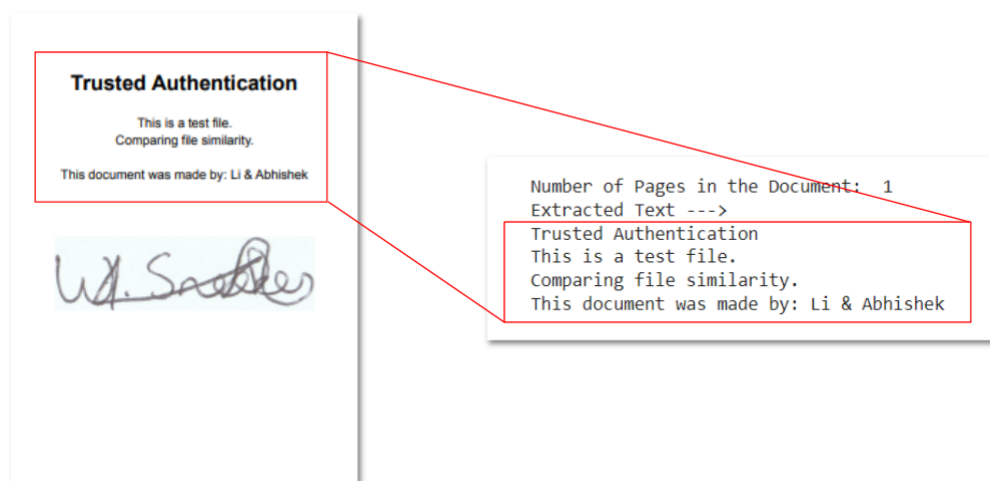 Trusted Authentication
This is a test file.
Comparing file similarity.
This document was made by: Li & Abhishek
Number of Pages in the Document:  1
Extracted Text --->
Trusted Authentication
This is a test file.
Comparing file similarity.
This document was made by: Li & Abhishek